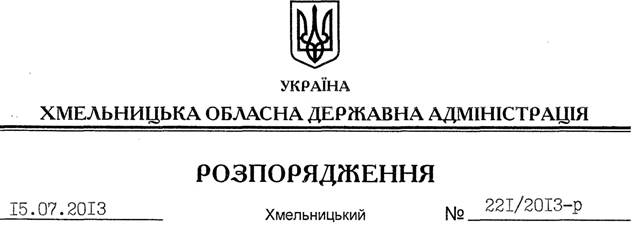 УКРАЇНА
ХМЕЛЬНИЦЬКА ОБЛАСНА ДЕРЖАВНА АДМІНІСТРАЦІЯ
РОЗПОРЯДЖЕННЯ
15.07.2013 Хмельницький № 221/2013-р